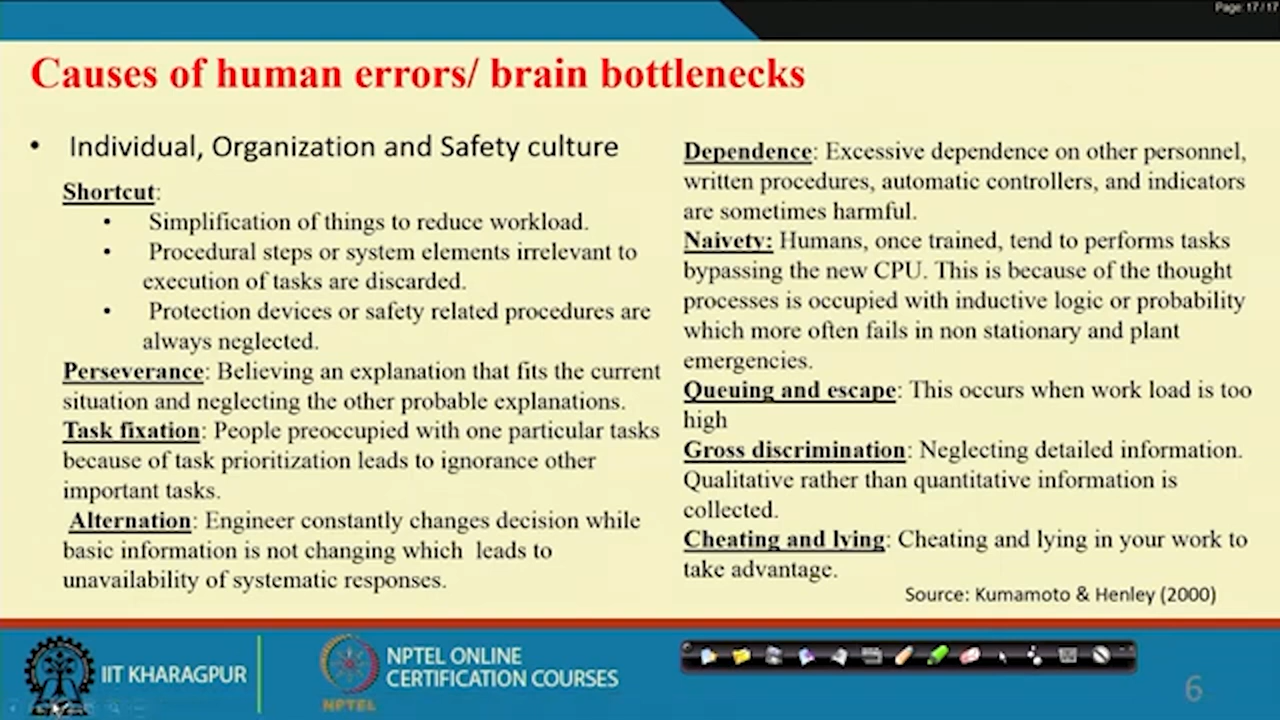 Page: 17/17
Causes of human errors/ brain bottlenecks
• Individual, Organization and Safety culture
Shortcut:
• Simplification of things to reduce workload.
• Procedural steps or system elements irrelevant to
execution of tasks are discarded.
• Protection devices or safety related procedures are
always neglected.
Perseverance: Believing an explanation that fits the current
situation and neglecting the other probable explanations.
Task fixation: People preoccupied with one particular tasks
because of task prioritization leads to ignorance other
important tasks.
Alternation: Engineer constantly changes decision while
basic information is not changing which leads to
unavailability of systematic responses.
Dependence: Excessive dependence on other personnel,
written procedures, automatic controllers, and indicators
are sometimes harmful.
Naivety: Humans, once trained, tend to performs tasks
bypassing the new CPU. This is because of the thought
processes is occupied with inductive logic or probability
which more often fails in non stationary and plant
emergencies.
Queuing and escape: This occurs when work load is too
high
Gross discrimination: Neglecting detailed information.
Qualitative rather than quantitative information is
collected.
Cheating and lying: Cheating and lying in your work to
take advantage.
Source: Kumamoto & Henley (2000)
IIT KHARAGPUR
NPTEL
NPTEL ONLINE
CERTIFICATION COURSES
6